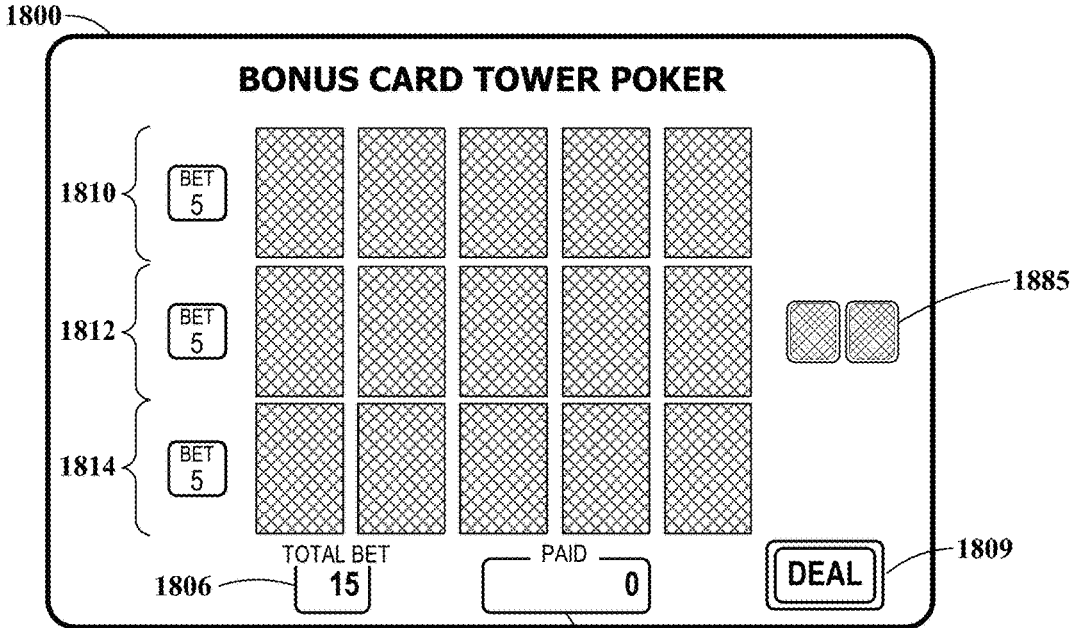 1800
BONUS CARD TOWER POKER
1810
BET
5
1812
BET
5
1885
1814
BET
5
TOTAL BET
15
1806
PAID
0
DEAL
1809